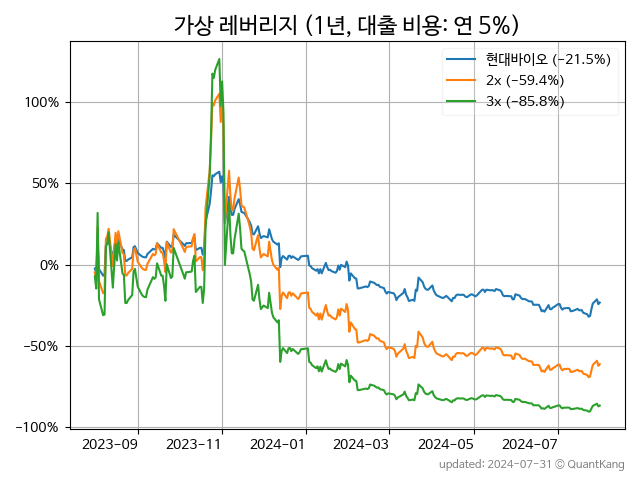 가상 레버리지 (1년, 대출 비용: 연 5%)
현대바이오 (−21.5%)
2x (−59.4%)
3x (−85.8%)
100%
50%
0%
−50%
−100%
2023-09
2023-11
2024-01
2024-03
2024-05
2024-07
updated: 2024-07-31 © QuantKang